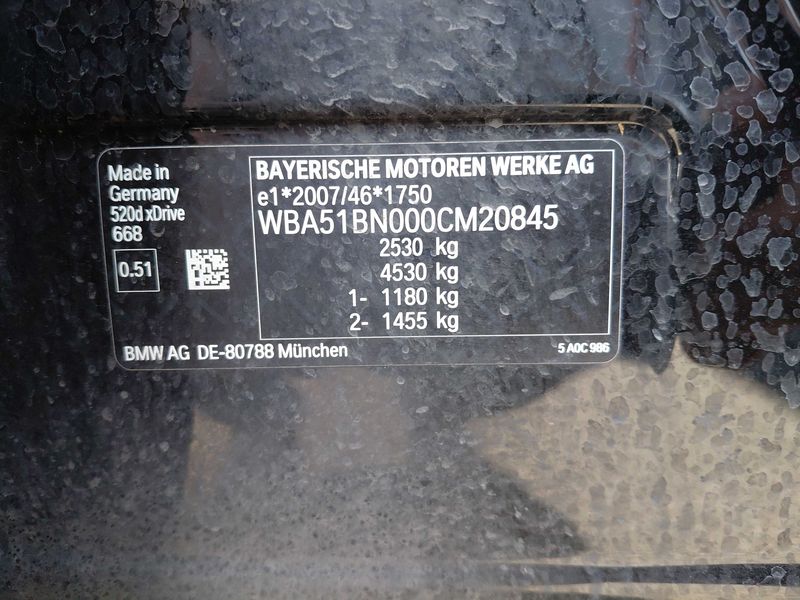 Made in
Germany
520d xDrive
668
0.51
BAYERISCHE MOTOREN WERKE AG
e1*2007/46*1750
WBA51BN000CM20845
2530 kg
4530 kg
1- 1180 kg
2- 1455 kg
BMW AG DE-80788 München
5 A0C 986